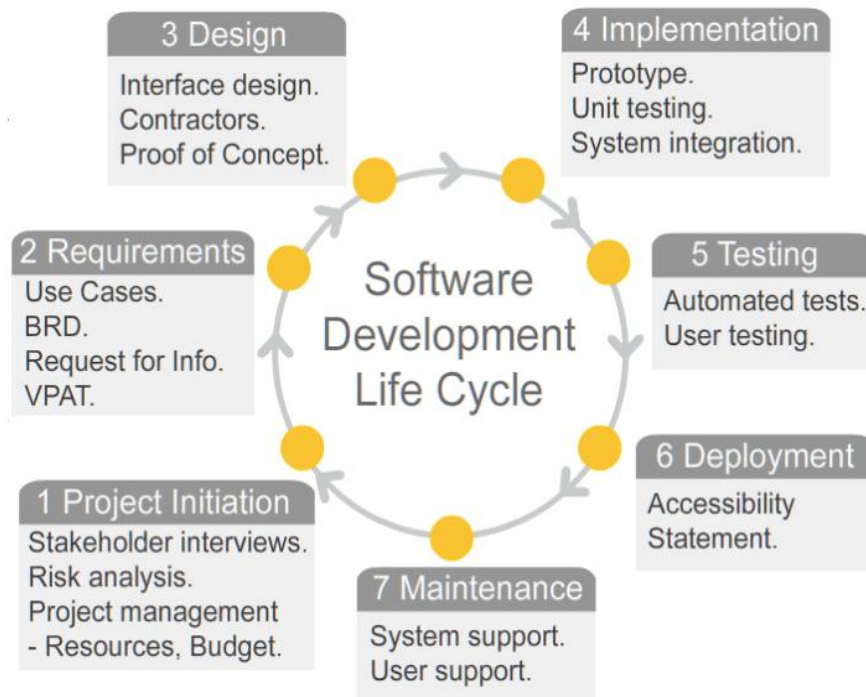 3 Design
Interface design.
Contractors.
Proof of Concept.
4 Implementation
Prototype.
Unit testing.
System integration.
2 Requirements
Use Cases.
BRD.
Request for Info.
VPAT.
Software
Development
Life Cycle
5 Testing
Automated tests.
User testing.
1 Project Initiation
Stakeholder interviews.
Risk analysis.
Project management
- Resources, Budget.
6 Deployment
Accessibility
Statement.
7 Maintenance
System support.
User support.